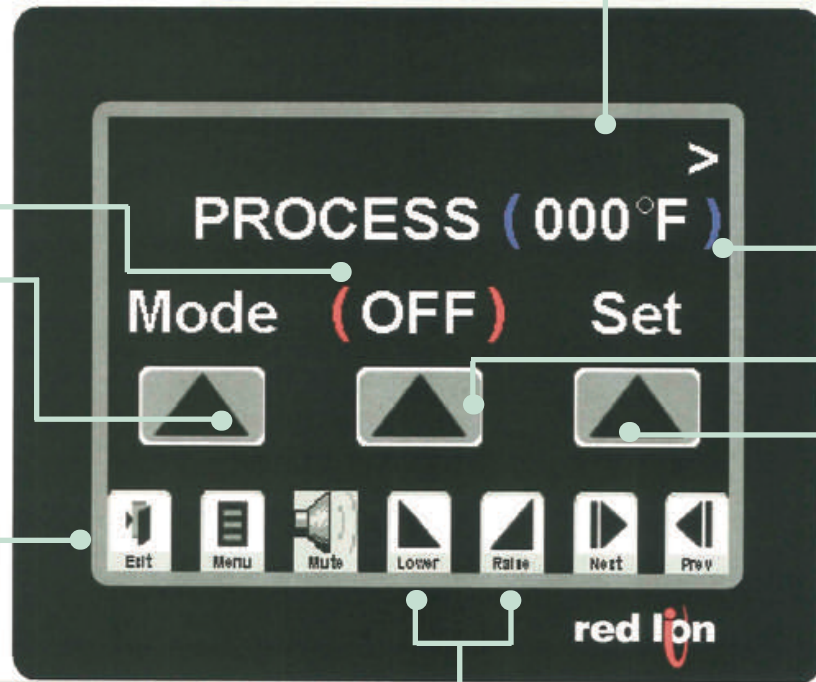 >
PROCESS (000°F)
Mode (OFF) Set
Exit Menu Mute Lower Raise Next Prev
red lion